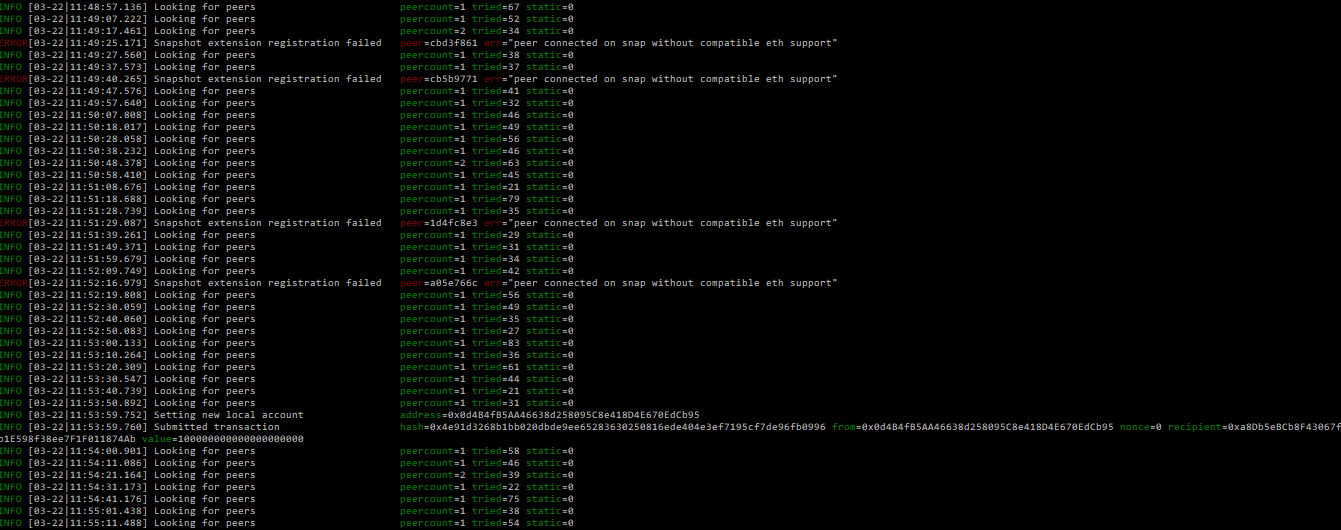 INFO [03-22|11:48:57.136] Looking for peers peercount=1 tried=67 static=0
INFO [03-22|11:49:07.222] Looking for peers peercount=1 tried=52 static=0
INFO [03-22|11:49:17.461] Looking for peers peercount=2 tried=34 static=0
ERROR[03-22|11:49:25.171] Snapshot extension registration failed peer=cbd3f861 err="peer connected on snap without compatible eth support"
INFO [03-22|11:49:27.560] Looking for peers peercount=1 tried=38 static=0
INFO [03-22|11:49:37.573] Looking for peers peercount=1 tried=37 static=0
ERROR[03-22|11:49:40.265] Snapshot extension registration failed peer=cb5b9771 err="peer connected on snap without compatible eth support"
INFO [03-22|11:49:47.576] Looking for peers peercount=1 tried=41 static=0
INFO [03-22|11:49:57.640] Looking for peers peercount=1 tried=32 static=0
INFO [03-22|11:50:07.808] Looking for peers peercount=1 tried=46 static=0
INFO [03-22|11:50:18.017] Looking for peers peercount=1 tried=49 static=0
INFO [03-22|11:50:28.058] Looking for peers peercount=1 tried=56 static=0
INFO [03-22|11:50:38.232] Looking for peers peercount=1 tried=46 static=0
INFO [03-22|11:50:48.378] Looking for peers peercount=2 tried=63 static=0
INFO [03-22|11:50:58.410] Looking for peers peercount=1 tried=45 static=0
INFO [03-22|11:51:08.676] Looking for peers peercount=1 tried=21 static=0
INFO [03-22|11:51:18.688] Looking for peers peercount=1 tried=79 static=0
INFO [03-22|11:51:28.739] Looking for peers peercount=1 tried=35 static=0
ERROR[03-22|11:51:29.087] Snapshot extension registration failed peer=1d4fc8e3 err="peer connected on snap without compatible eth support"
INFO [03-22|11:51:39.261] Looking for peers peercount=1 tried=29 static=0
INFO [03-22|11:51:49.371] Looking for peers peercount=1 tried=31 static=0
INFO [03-22|11:51:59.679] Looking for peers peercount=1 tried=34 static=0
INFO [03-22|11:52:09.749] Looking for peers peercount=1 tried=42 static=0
ERROR[03-22|11:52:16.979] Snapshot extension registration failed peer=a05e766c err="peer connected on snap without compatible eth support"
INFO [03-22|11:52:19.808] Looking for peers peercount=1 tried=56 static=0
INFO [03-22|11:52:30.059] Looking for peers peercount=1 tried=49 static=0
INFO [03-22|11:52:40.060] Looking for peers peercount=1 tried=35 static=0
INFO [03-22|11:52:50.083] Looking for peers peercount=1 tried=27 static=0
INFO [03-22|11:53:00.133] Looking for peers peercount=1 tried=83 static=0
INFO [03-22|11:53:10.264] Looking for peers peercount=1 tried=36 static=0
INFO [03-22|11:53:20.309] Looking for peers peercount=1 tried=61 static=0
INFO [03-22|11:53:30.547] Looking for peers peercount=1 tried=44 static=0
INFO [03-22|11:53:40.739] Looking for peers peercount=1 tried=21 static=0
INFO [03-22|11:53:50.892] Looking for peers peercount=1 tried=31 static=0
INFO [03-22|11:53:59.752] Setting new local account address=0x0d4B4fB5AA46638d258095C8e418D4E670EdCb95
INFO [03-22|11:53:59.760] Submitted transaction hash=0x4e91d3268b1bb020dbde9ee65283630250816ede404e3ef7195cf7de96fb0996 from=0x0d4B4fB5AA46638d258095C8e418D4E670EdCb95 nonce=0 recipient=0xa8Db5eBCb8F43067f
b1E598f38ee7F1F011874Ab value=100000000000000000000
INFO [03-22|11:54:00.901] Looking for peers peercount=1 tried=58 static=0
INFO [03-22|11:54:11.086] Looking for peers peercount=1 tried=46 static=0
INFO [03-22|11:54:21.164] Looking for peers peercount=2 tried=39 static=0
INFO [03-22|11:54:31.173] Looking for peers peercount=1 tried=22 static=0
INFO [03-22|11:54:41.176] Looking for peers peercount=1 tried=75 static=0
INFO [03-22|11:55:01.438] Looking for peers peercount=1 tried=38 static=0
INFO [03-22|11:55:11.488] Looking for peers peercount=1 tried=54 static=0